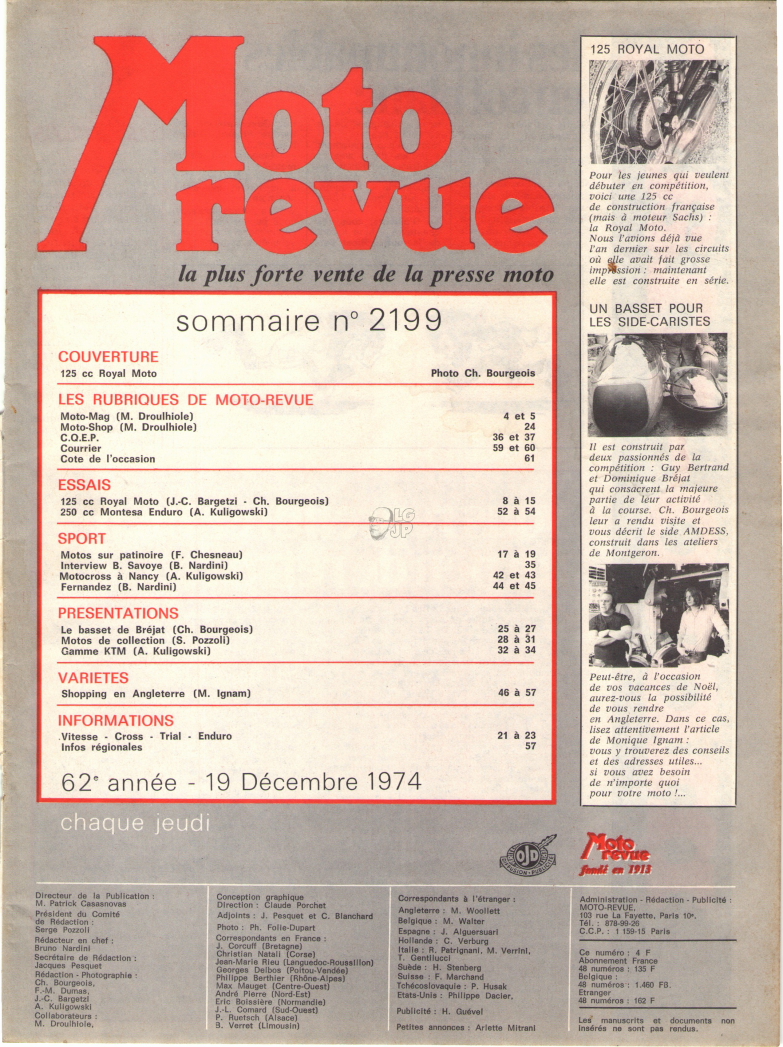 Moto
revue
la plus forte vente de la presse moto
sommaire n° 2199
COUVERTURE
125 cc Royal Moto Photo Ch. Bourgeois
LES RUBRIQUES DE MOTO-REVUE
Moto-Mag (M. Droulhiole) 4 et 5
Moto-Shop (M. Droulhiole) 24
C.Q.E.P. 36 et 37
Courrier 59 et 60
Cote de l'occasion 61
ESSAIS
125 cc Royal Moto (J.-C. Bargetzi - Ch. Bourgeois) 8 à 15
250 cc Montesa Enduro (A. Kuligowski) 52 à 54
SPORT
Motos sur patinoire (F. Chesneau) 17 à 19
Interview B. Savoye (B. Nardini) 35
Motocross à Nancy (A. Kuligowski) 42 et 43
Fernandez (B. Nardini) 44 et 45
PRESENTATIONS
Le basset de Bréjat (Ch. Bourgeois) 25 à 27
Motos de collection (S. Pozzoli) 28 à 31
Gamme KTM (A. Kuligowski) 32 à 34
VARIETES
Shopping en Angleterre (M. Ignam) 46 à 57
INFORMATIONS
Vitesse - Cross - Trial - Enduro 21 à 23
Infos régionales 57
62e année - 19 Décembre 1974
chaque jeudi
LG
JP
125 ROYAL MOTO
Pour les jeunes qui veulent
débuter en compétition,
voici une 125 cc
de construction française
(mais à moteur Sachs) :
la Royal Moto.
Nous l'avions déjà vue
l'an dernier sur les circuits
où elle avait fait grosse
impression : maintenant
elle est construite en série.
UN BASSET POUR
LES SIDE-CARISTES
Il est construit par
deux passionnés de la
compétition : Guy Bertrand
et Dominique Bréjat
qui consacrent la majeure
partie de leur activité
à la course. Ch. Bourgeois
leur a rendu visite et
vous décrit le side AMDESS,
construit dans les ateliers
de Montgeron.
Peut-être, à l'occasion
de vos vacances de Noël,
aurez-vous la possibilité
de vous rendre
en Angleterre. Dans ce cas,
lisez attentivement l'article
de Monique Ignam :
vous y trouverez des conseils
et des adresses utiles...
si vous avez besoin
de n'importe quoi
pour votre moto !...
OJD
Moto
revue
fondé en 1913
Directeur de la Publication :
M. Patrick Casasnovas
Président du Comité
de Rédaction :
Serge Pozzoli
Rédacteur en chef :
Bruno Nardini
Secrétaire de Rédaction :
Jacques Pesquet
Rédaction - Photographie :
Ch. Bourgeois,
F.-M. Dumas,
J.-C. Bargetzi
A. Kuligowski
Collaborateurs :
M. Droulhiole,
Conception graphique
Direction : Claude Porchet
Adjoints : J. Pesquet et C. Blanchard
Photo : Ph. Folie-Dupart
Correspondants en France :
J. Corcuff (Bretagne)
Christian Natali (Corse)
Jean-Marie Rieu (Languedoc-Roussillon)
Georges Delbos (Poitou-Vendée)
Philippe Berthier (Rhône-Alpes)
Max Mauget (Centre-Ouest)
André Pierre (Nord-Est)
Eric Boissière (Normandie)
J.-L. Comard (Sud-Ouest)
P. Ruetsch (Alsace)
B. Verret (Limousin)
Correspondants à l'étranger :
Angleterre : M. Woollett
Belgique : M. Walter
Espagne : J. Alguersuari
Hollande : C. Verburg
Italie : R. Patrignani, M. Verrini,
T. Gentilucci
Suède : H. Stenberg
Suisse : F. Marchand
Tchécoslovaquie : P. Husak
Etats-Unis : Philippe Dacier,
Publicité : H. Guével
Petites annonces : Arlette Mitrani
Administration - Rédaction - Publicité :
MOTO-REVUE,
103 rue La Fayette, Paris 10e.
Tél. : 878-99-26
C.C.P. : 1 159-15 Paris
Ce numéro : 4 F
Abonnement France
48 numéros : 135 F
Belgique :
48 numéros : 1.460 FB.
Etranger
48 numéros : 162 F
Les manuscrits et documents non
insérés ne sont pas rendus.